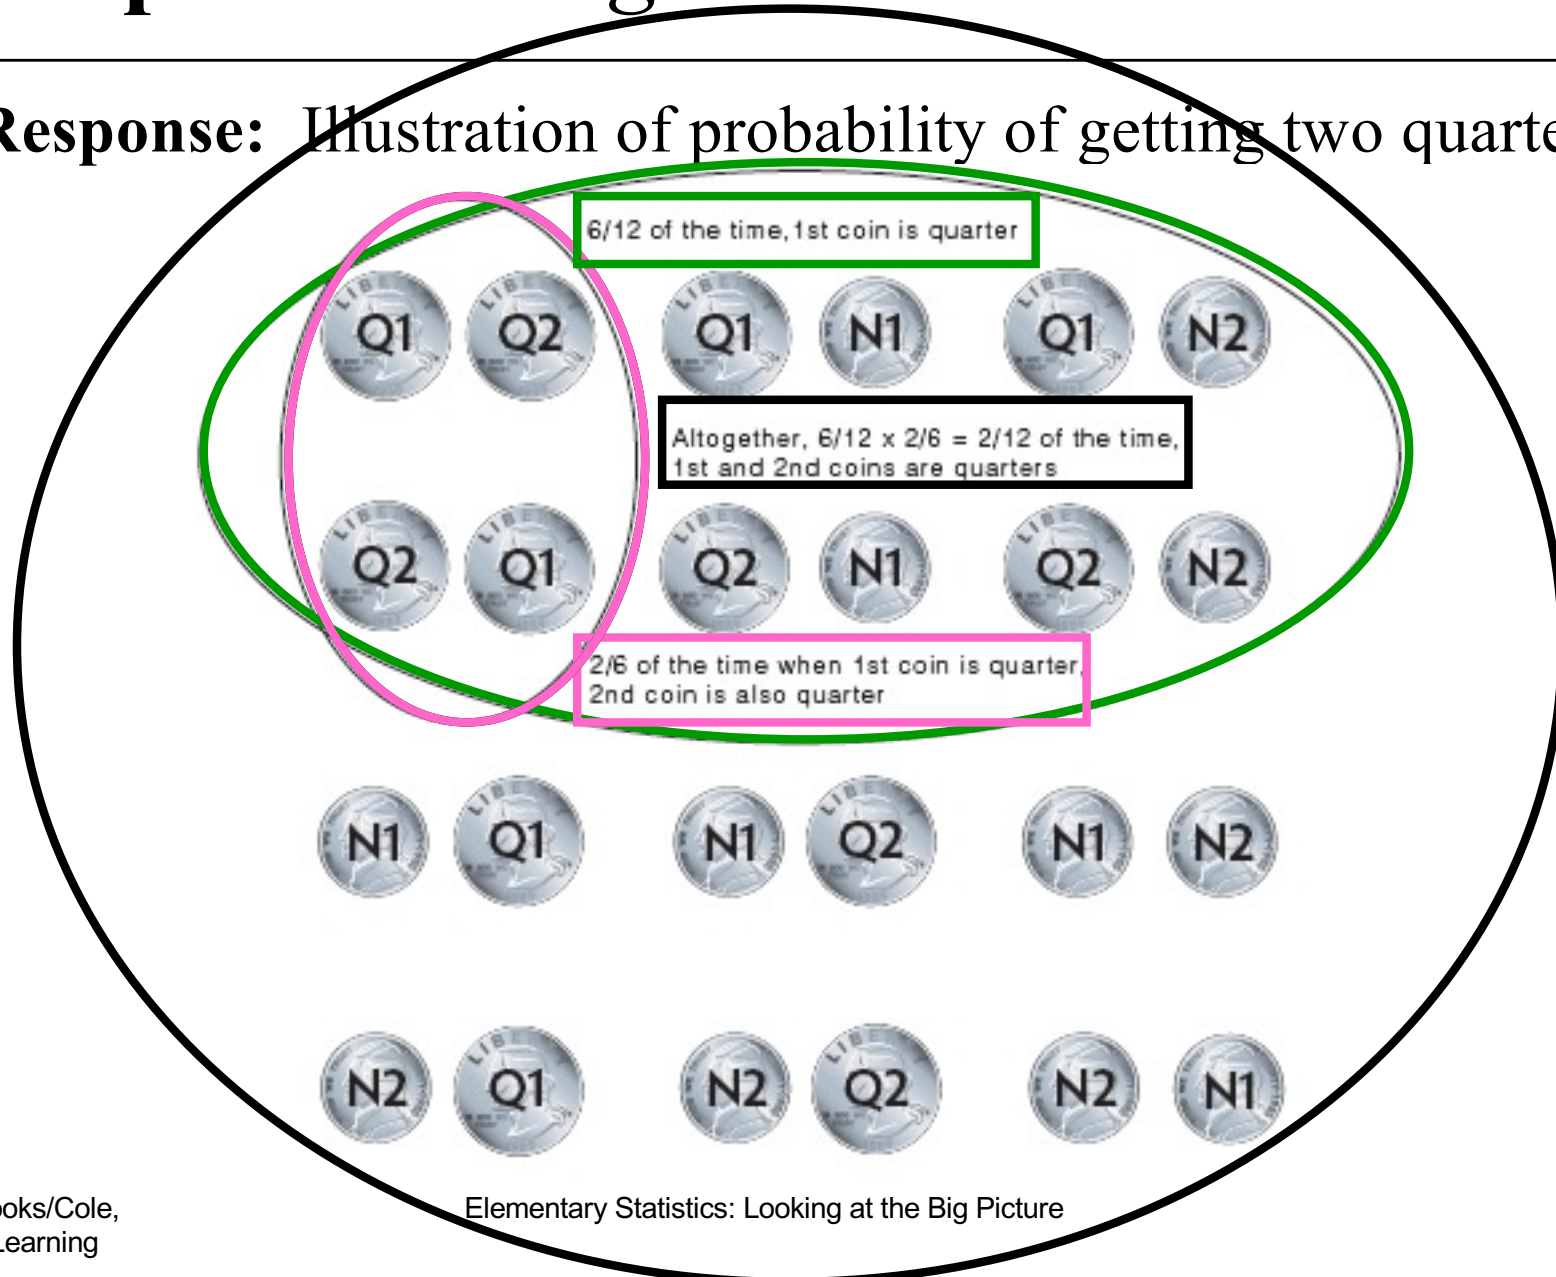 Response: Illustration of probability of getting two quarte
6/12 of the time, 1st coin is quarter
Q1 Q2 Q1 N1 Q1 N2
Altogether, 6/12 x 2/6 = 2/12 of the time,
1st and 2nd coins are quarters
Q2 Q1 Q2 N1 Q2 N2
2/6 of the time when 1st coin is quarter,
2nd coin is also quarter
N1 Q1 N1 Q2 N1 N2
N2 Q1 N2 Q2 N2 N1
ooks/Cole,
Learning
Elementary Statistics: Looking at the Big Picture